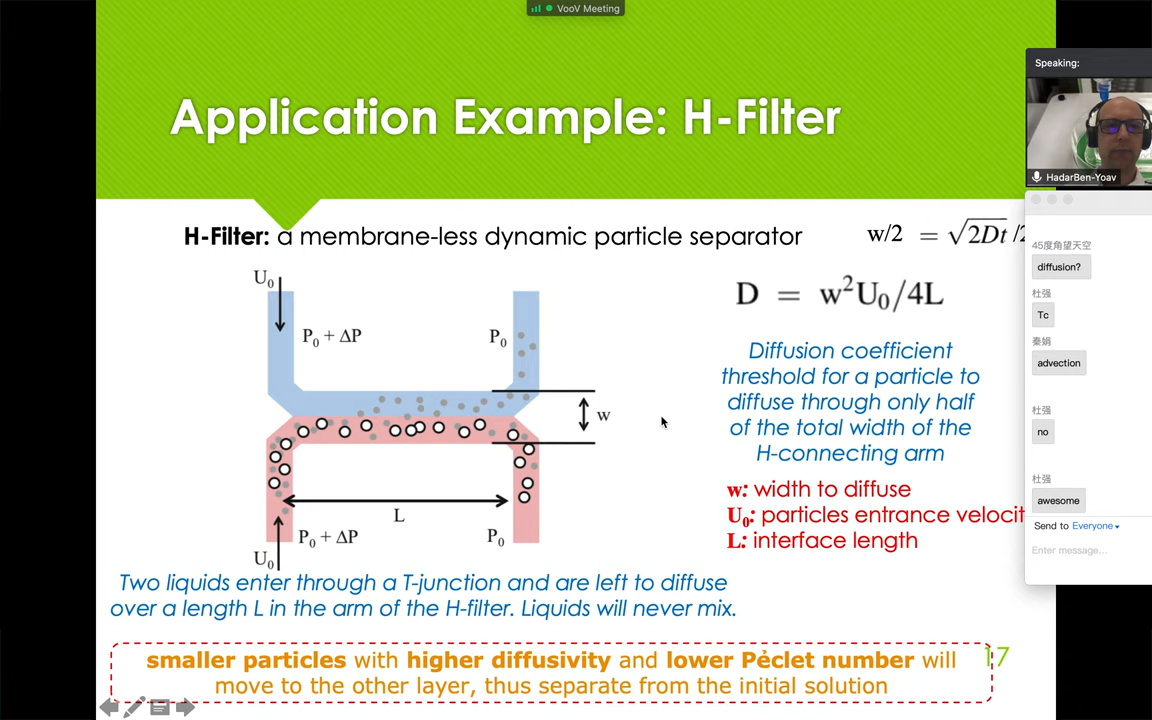 VooV Meeting
Application Example: H-Filter
Speaking:
HadarBen-Yoav
H-Filter: a membrane-less dynamic particle separator
w/2 = √2Dt /2
U₀
P₀ + ΔP
P₀
w
L
P₀ + ΔP
P₀
U₀
D = w²U₀/4L
Diffusion coefficient
threshold for a particle to
diffuse through only half
of the total width of the
H-connecting arm
w: width to diffuse
U₀: particles entrance velocit
L: interface length
Two liquids enter through a T-junction and are left to diffuse
over a length L in the arm of the H-filter. Liquids will never mix.
smaller particles with higher diffusivity and lower Pėclet number will
move to the other layer, thus separate from the initial solution
17
45度角望天空
diffusion?
杜强
Tc
秦娟
advection
杜强
no
杜强
awesome
Send to Everyone
Enter message...